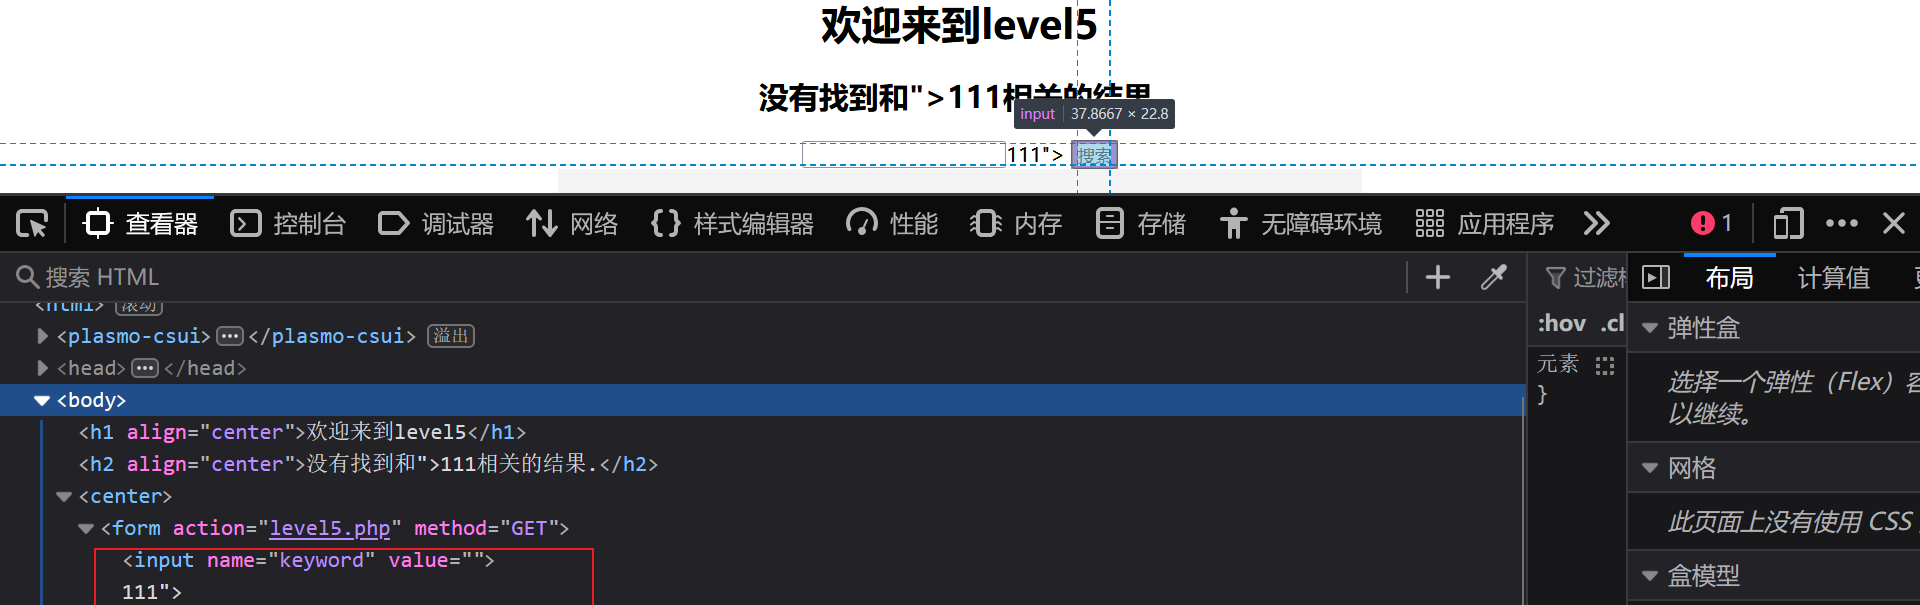 欢迎来到level5
没有找到和">111相关的结果
input 37.8667 × 22.8
111"> 搜索
查看器 控制台 调试器 网络 {} 样式编辑器 性能 内存 存储 无障碍环境 应用程序 1
搜索 HTML
过滤
布局 计算值
<html> 滚动
<plasmo-csui> </plasmo-csui> 溢出
<head> </head>
<body>
<h1 align="center">欢迎来到level5</h1>
<h2 align="center">没有找到和">111相关的结果.</h2>
<center>
<form action="level5.php" method="GET">
<input name="keyword" value="">
111">
:hov .cl
元素
}
弹性盒
选择一个弹性（Flex）容
以继续。
网格
此页面上没有使用 CSS
盒模型